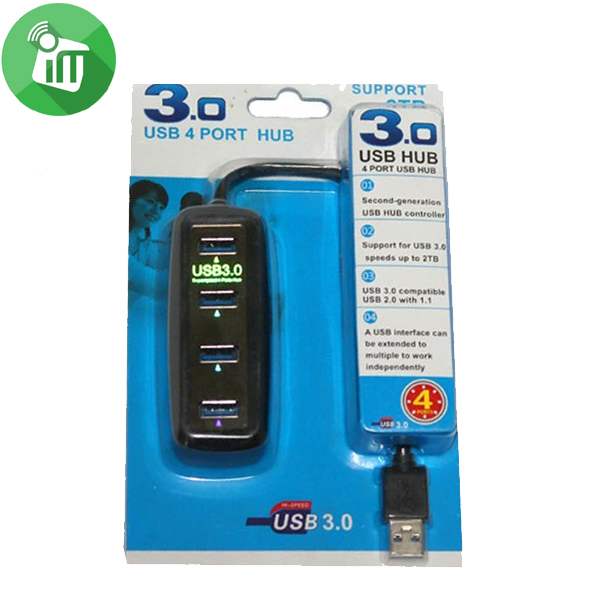 im
3.0
USB 4 PORT HUB
SUPPORT
2TB
3.0
USB HUB
4 PORT USB HUB
01
Second-generation
USB HUB controller
02
Support for USB 3.0
speeds up to 2TB
03
USB 3.0 compatible
USB 2.0 with 1.1
04
A USB interface can
be extended to
multiple to work
independently
4
PORTS
USB 3.0
USB3.0
HI-SPEED
USB 3.0